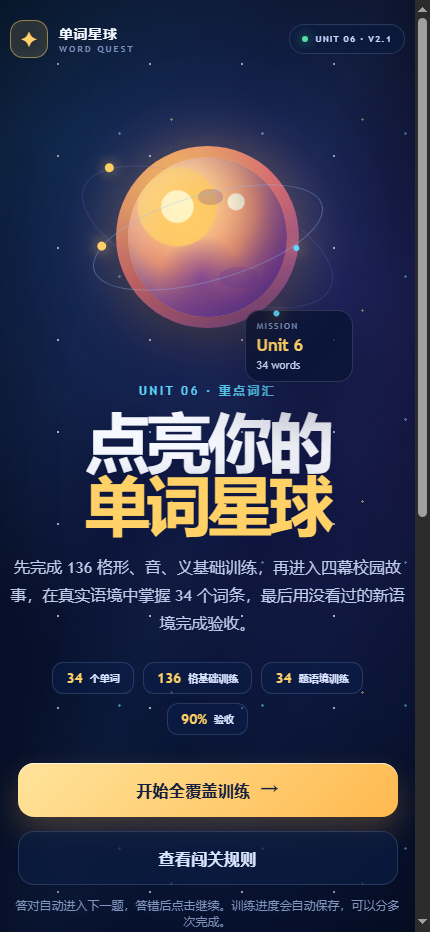 单词星球
WORD QUEST
UNIT 06 · V2.1
MISSION
Unit 6
34 words
UNIT 06 · 重点词汇
点亮你的
单词星球
先完成 136 格形、音、义基础训练，再进入四幕校园故
事，在真实语境中掌握 34 个词条，最后用没看过的新语
境完成验收。
34 个单词
136 格基础训练
34 题语境训练
90% 验收
开始全覆盖训练 →
查看闯关规则
答对自动进入下一题，答错后点击继续。训练进度会自动保存，可以分多
次完成。